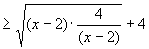 ≥ √((x−2)·4/(x−2)) + 4